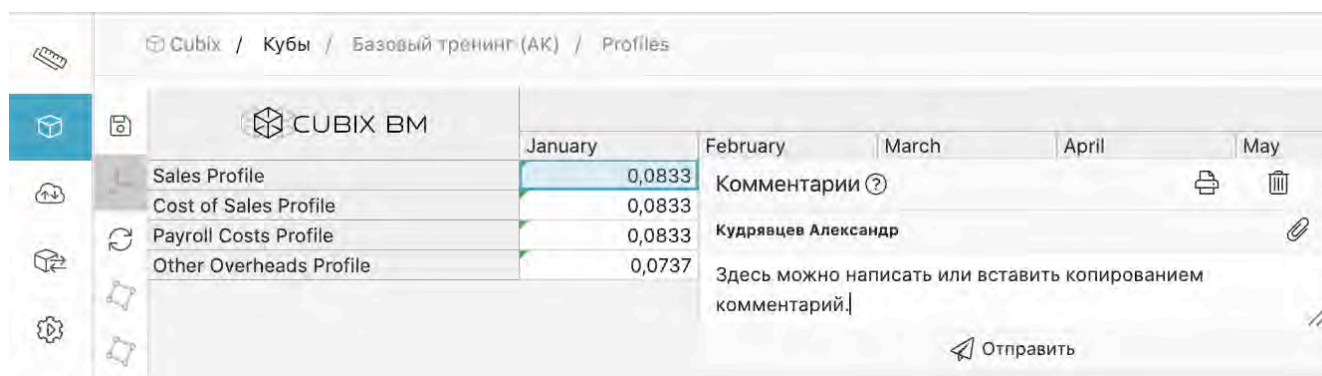 Cubix / Кубы / Базовый тренинг (АК) / Profiles
CUBIX BM
January February March April May
Sales Profile 0,0833
Cost of Sales Profile 0,0833
Payroll Costs Profile 0,0833
Other Overheads Profile 0,0737
Комментарии ?
Кудрявцев Александр
Здесь можно написать или вставить копированием
комментарий.
Отправить